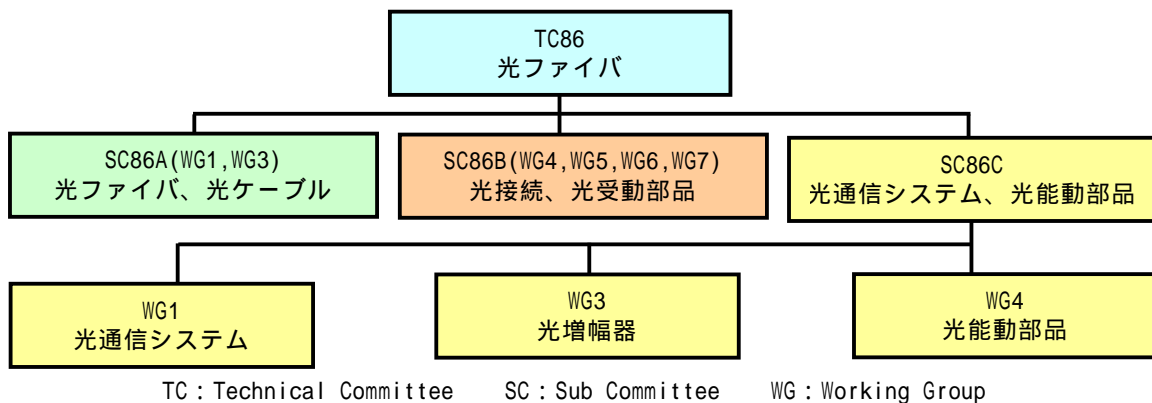 TC86
光ファイバ
SC86A(WG1,WG3)
光ファイバ、光ケーブル
SC86B(WG4,WG5,WG6,WG7)
光接続、光受動部品
SC86C
光通信システム、光能動部品
WG1
光通信システム
WG3
光増幅器
WG4
光能動部品
TC：Technical Committee　SC：Sub Committee　WG：Working Group